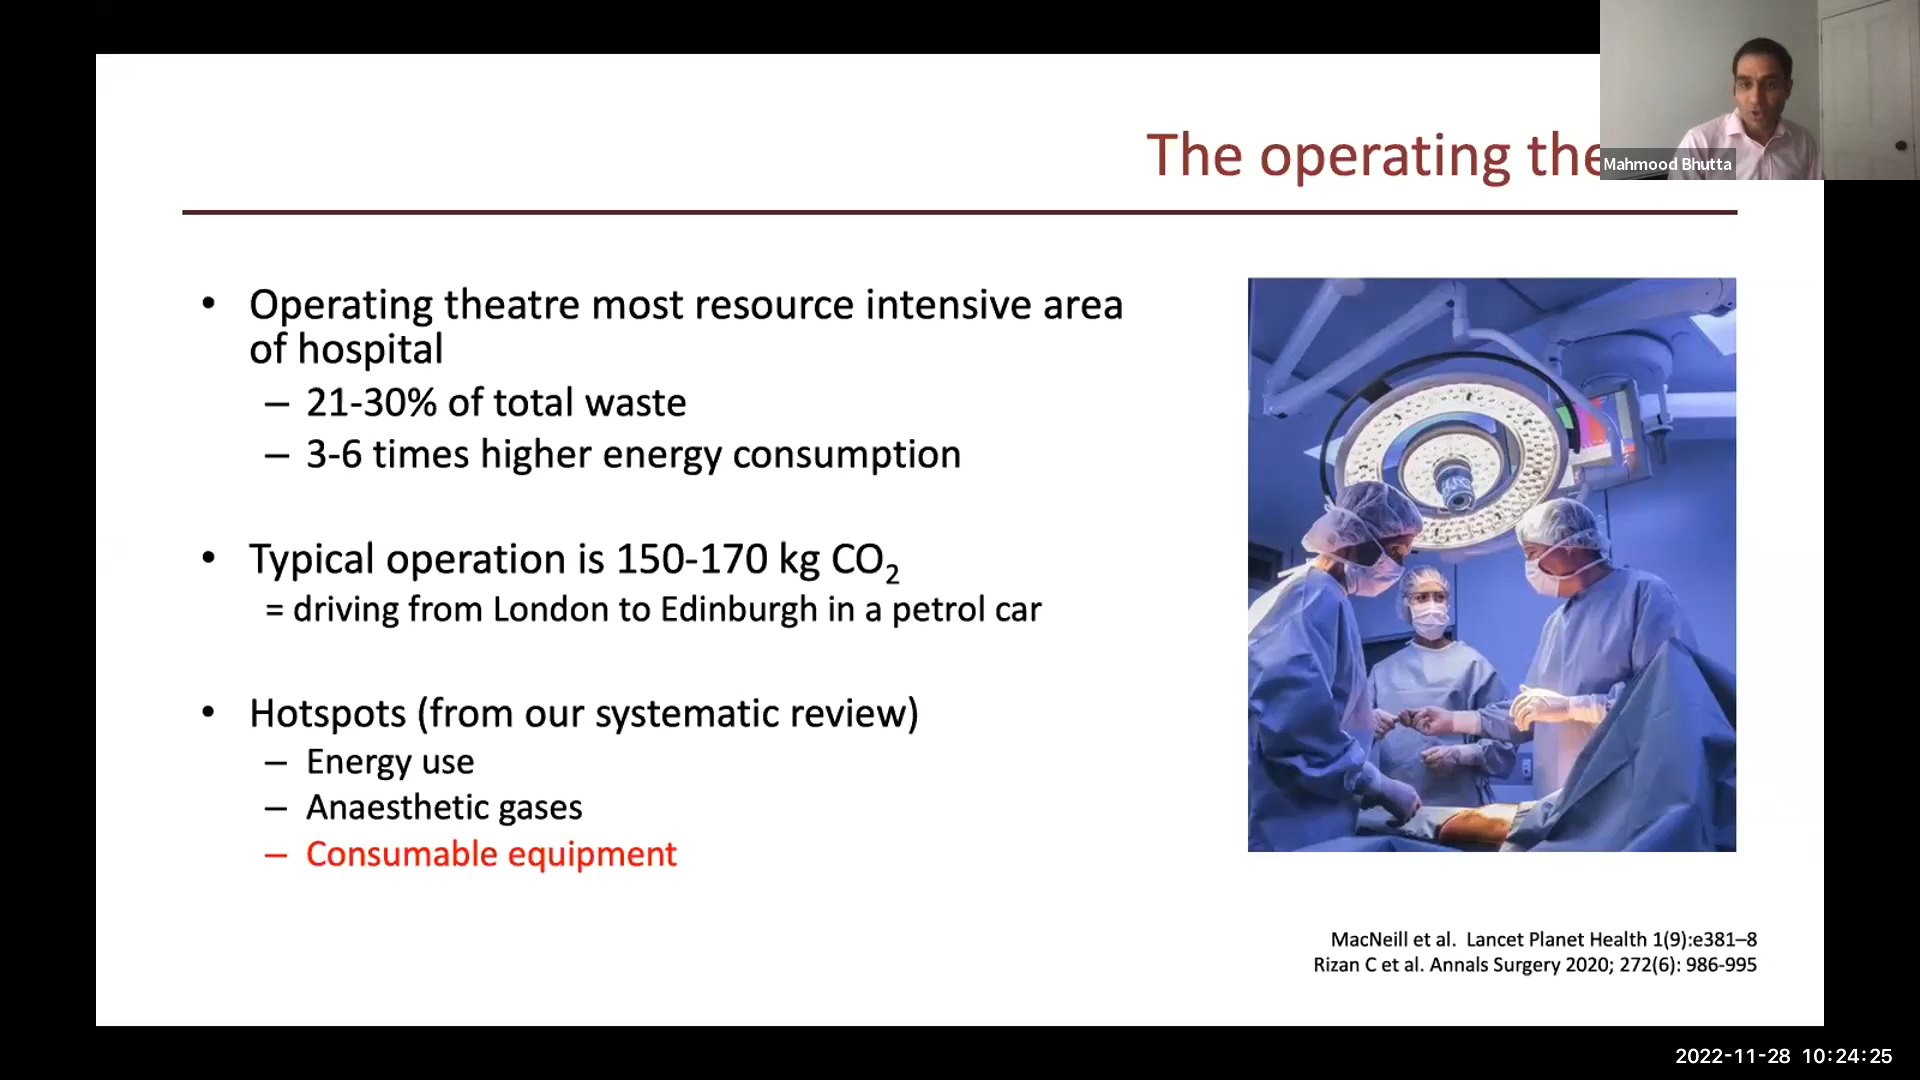 The operating the
Mahmood Bhutta
• Operating theatre most resource intensive area
of hospital
– 21-30% of total waste
– 3-6 times higher energy consumption
• Typical operation is 150-170 kg CO₂
= driving from London to Edinburgh in a petrol car
• Hotspots (from our systematic review)
– Energy use
– Anaesthetic gases
– Consumable equipment
MacNeill et al. Lancet Planet Health 1(9):e381–8
Rizan C et al. Annals Surgery 2020; 272(6): 986-995
2022-11-28 10:24:25